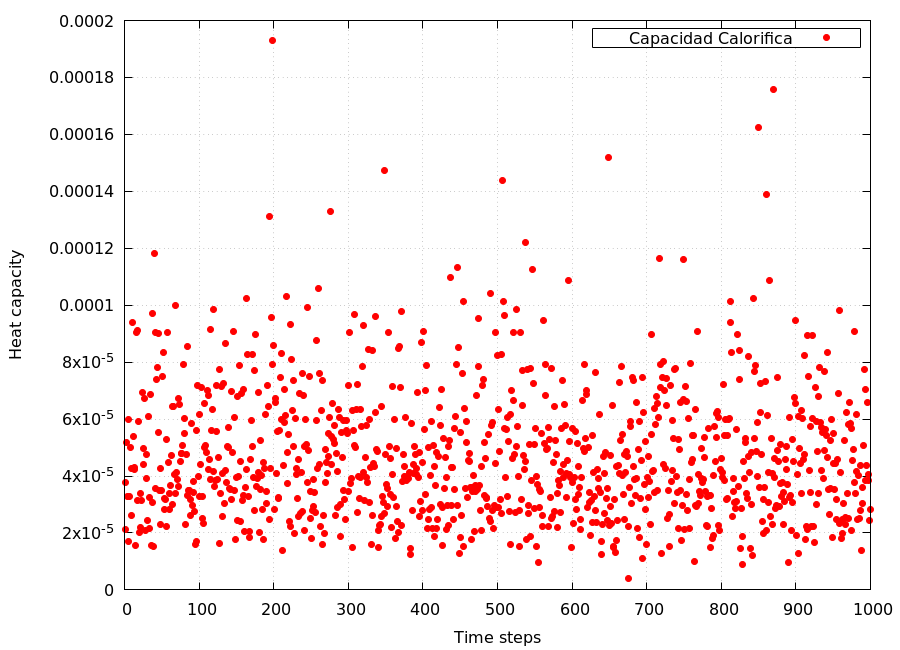 0.0002
Capacidad Calorifica
0.00018
0.00016
0.00014
0.00012
0.0001
8x10^-5
6x10^-5
4x10^-5
2x10^-5
0
Heat capacity
0 100 200 300 400 500 600 700 800 900 1000
Time steps